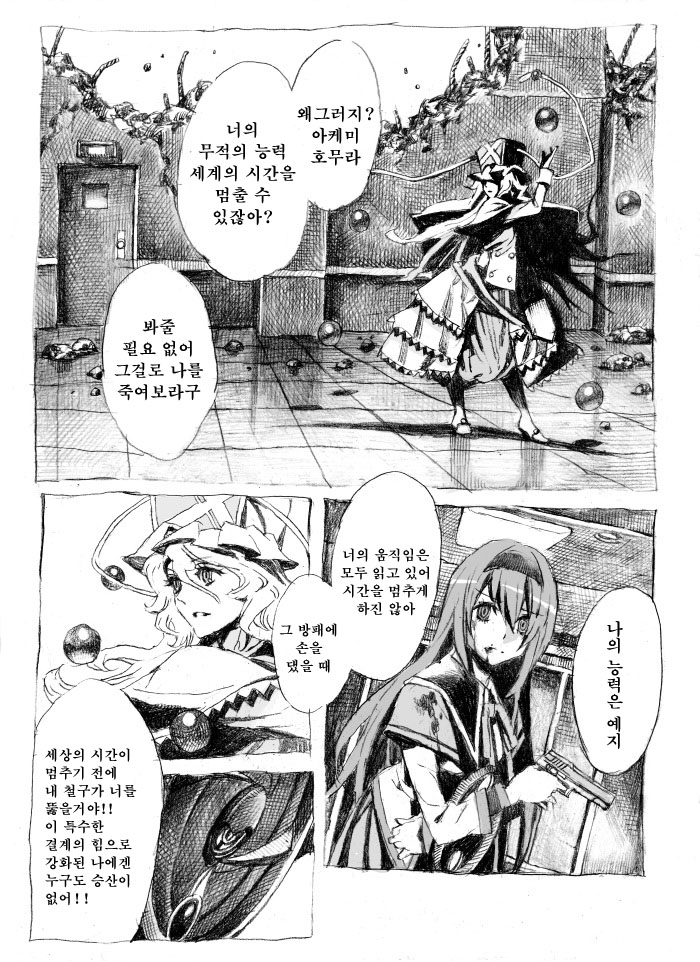 왜그러지?
아케미
호무라
너의
무적의 능력
세계의 시간을
멈출 수
있잖아?
봐줄
필요 없어
그걸로 나를
죽여보라구
나의 능력은 예지
너의 움직임은
모두 읽고 있어
시간을 멈추게
하진 않아
그 방패에
손을
댔을 때
세상의 시간이
멈추기 전에
내 철구가 너를
뚫을거야!!
이 특수한
결계의 힘으로
강화된 나에겐
누구도 승산이
없어!!